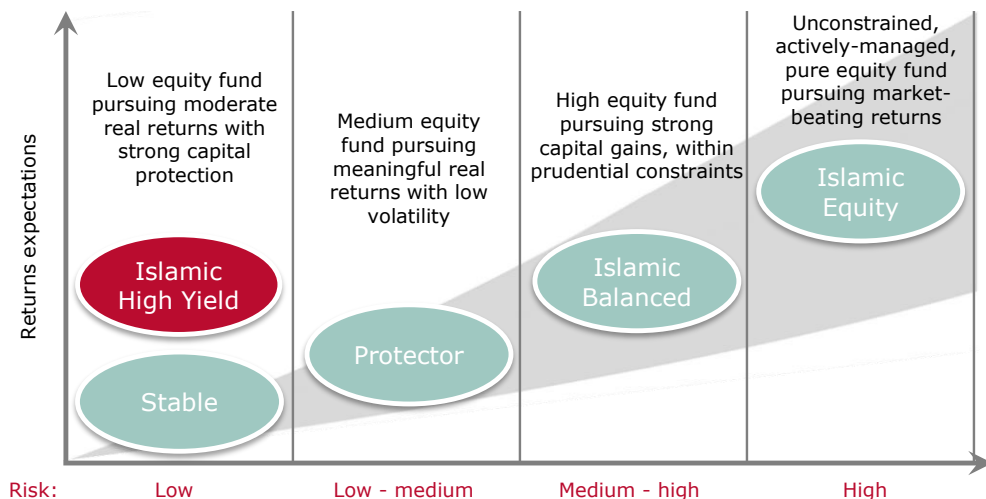 Returns expectations
Low equity fund
pursuing moderate
real returns with
strong capital
protection
Islamic
High Yield
Stable
Medium equity
fund pursuing
meaningful real
returns with low
volatility
Protector
High equity fund
pursuing strong
capital gains, within
prudential constraints
Islamic
Balanced
Unconstrained,
actively-managed,
pure equity fund
pursuing market-
beating returns
Islamic
Equity
Risk:
Low
Low - medium
Medium - high
High